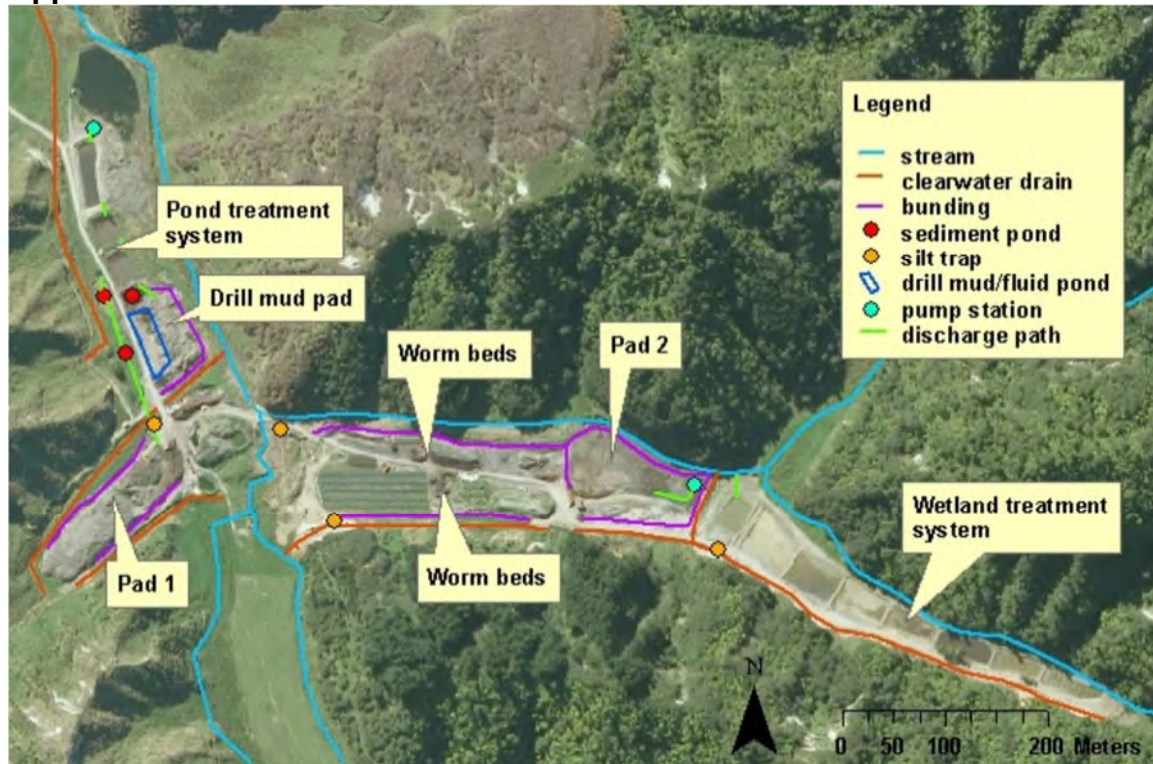 Legend
stream
clearwater drain
bunding
sediment pond
silt trap
drill mud/fluid pond
pump station
discharge path
Pond treatment
system
Drill mud pad
Worm beds
Pad 2
Wetland treatment
system
Pad 1
Worm beds
N
0 50 100 200 Meters